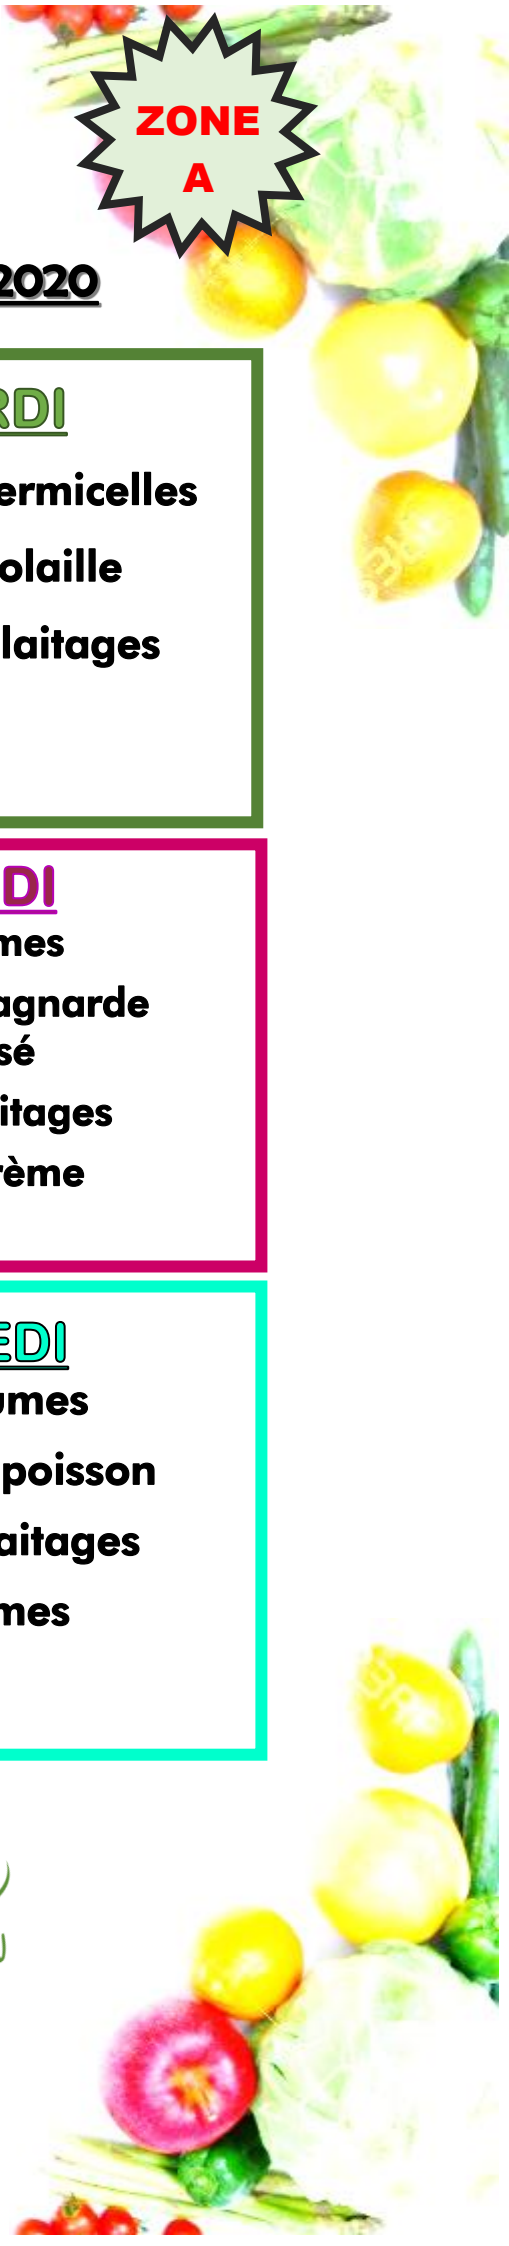 ZONE
A
2020
RDI
ermicelles
olaille
laitages
DI
mes
agnarde
sé
itages
rème
EDI
umes
poisson
aitages
mes